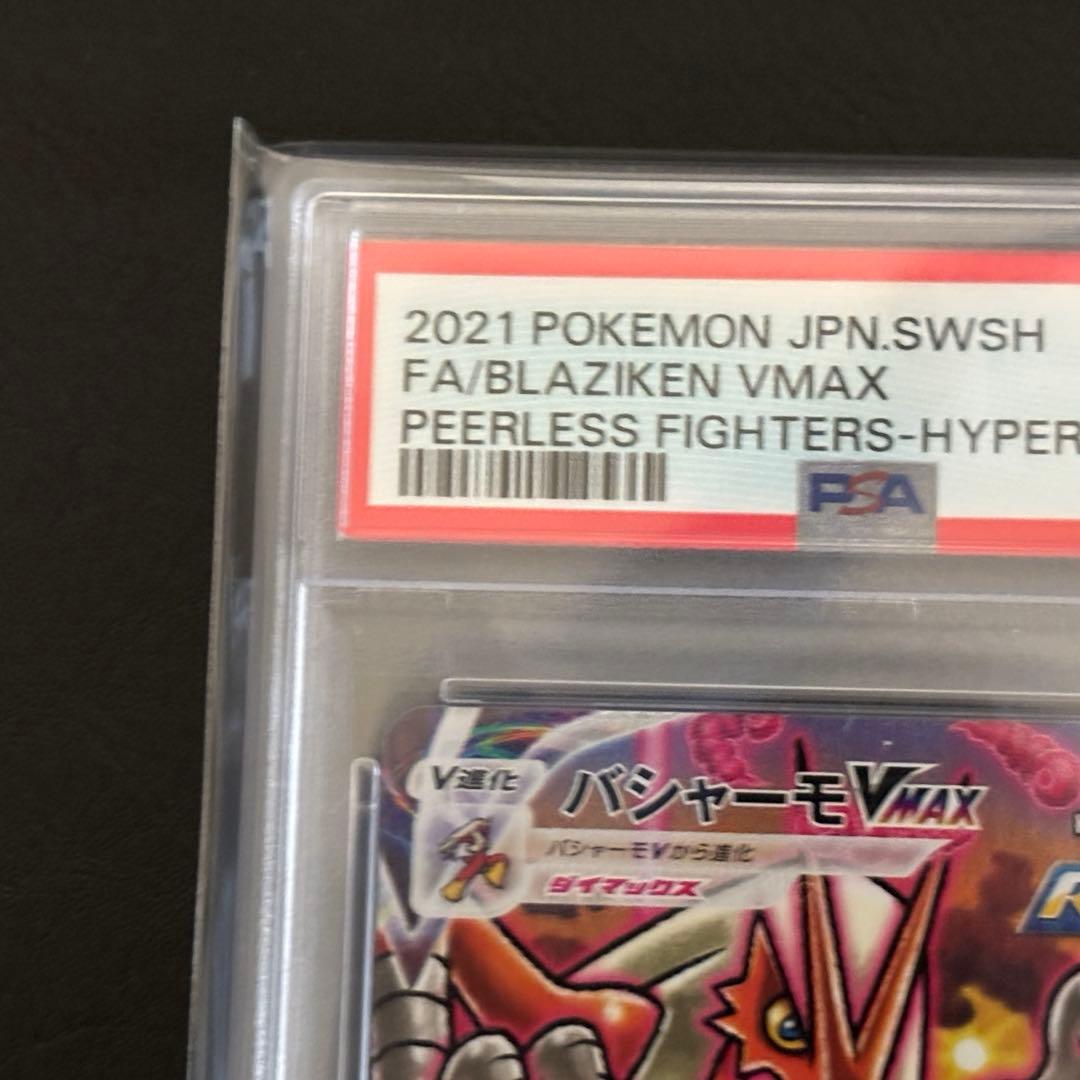 2021 POKEMON JPN.SWSH
FA/BLAZIKEN VMAX
PEERLESS FIGHTERS-HYPER
PSA
V進化
バシャーモVMAX
バシャーモVから進化
ダイマックス
R